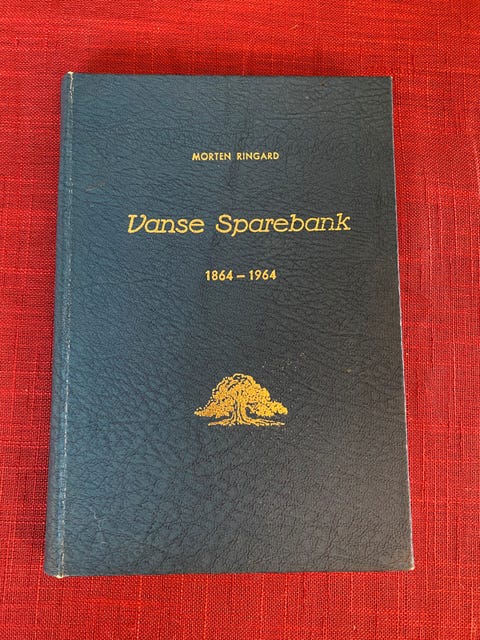 MORTEN RINGARD
Vanse Sparebank
1864 – 1964